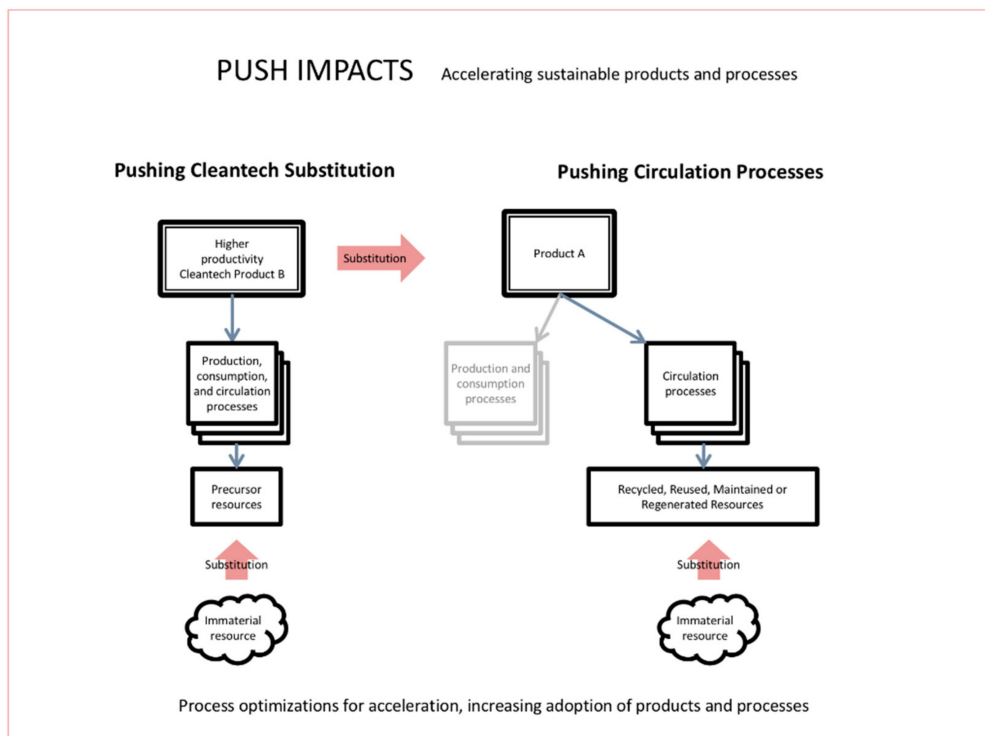 PUSH IMPACTS Accelerating sustainable products and processes
Pushing Cleantech Substitution
Pushing Circulation Processes
Higher
productivity
Cleantech Product B
Substitution
Product A
Production,
consumption,
and circulation
processes
Production and
consumption
processes
Circulation
processes
Precursor
resources
Recycled, Reused, Maintained or
Regenerated Resources
Substitution
Substitution
Immaterial
resource
Immaterial
resource
Process optimizations for acceleration, increasing adoption of products and processes